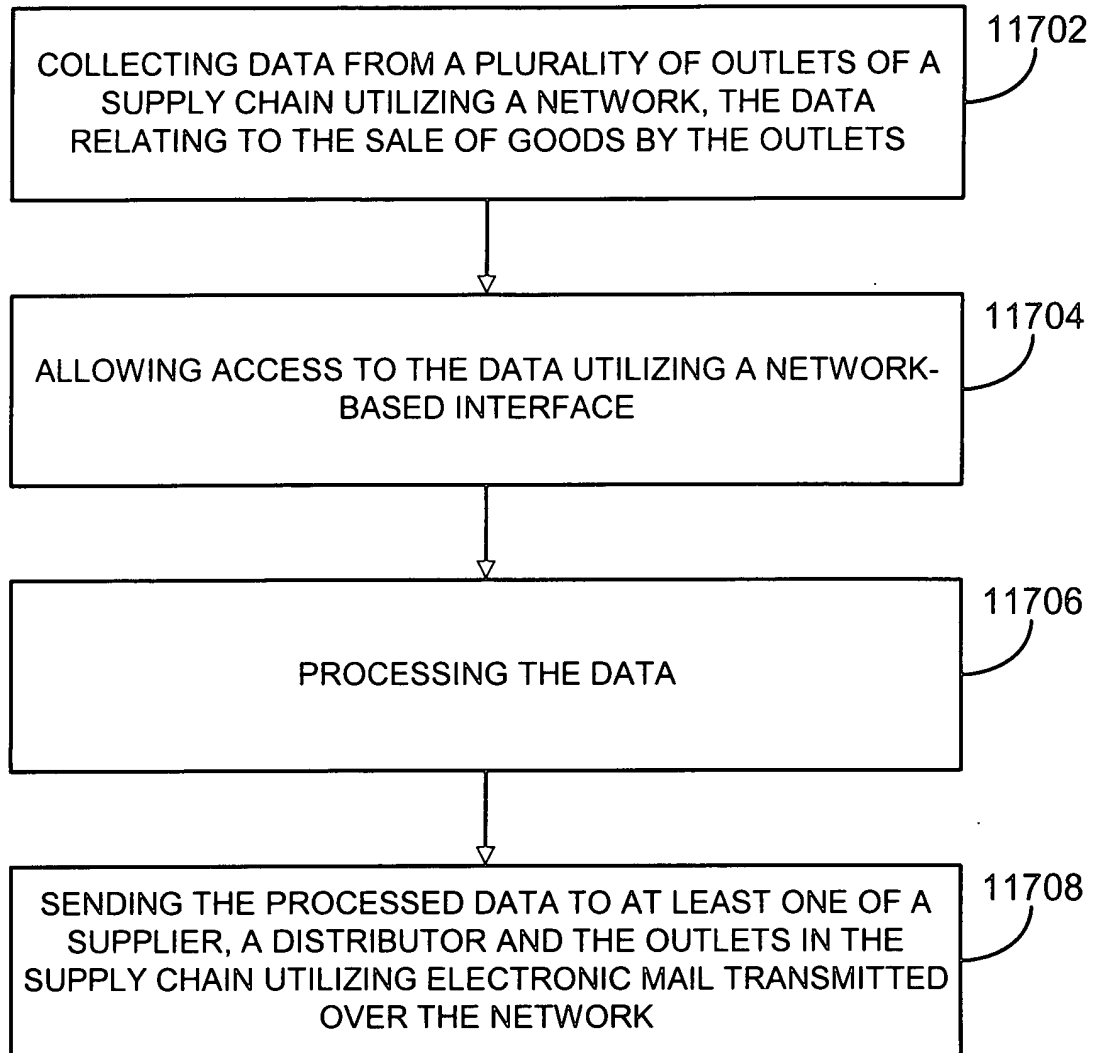 11702
COLLECTING DATA FROM A PLURALITY OF OUTLETS OF A
SUPPLY CHAIN UTILIZING A NETWORK, THE DATA
RELATING TO THE SALE OF GOODS BY THE OUTLETS
11704
ALLOWING ACCESS TO THE DATA UTILIZING A NETWORK-
BASED INTERFACE
11706
PROCESSING THE DATA
11708
SENDING THE PROCESSED DATA TO AT LEAST ONE OF A
SUPPLIER, A DISTRIBUTOR AND THE OUTLETS IN THE
SUPPLY CHAIN UTILIZING ELECTRONIC MAIL TRANSMITTED
OVER THE NETWORK